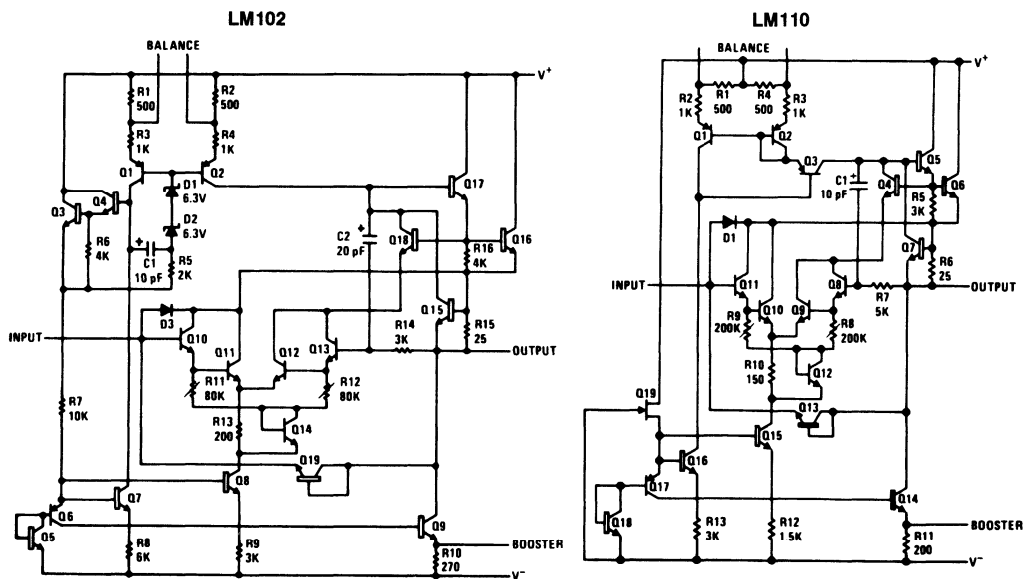 LM102
BALANCE
V+
R1
500
R2
500
R3
1K
R4
1K
Q1
Q2
D1
6.3V
Q4
Q3
Q17
D2
6.3V
R6
4K
C1
10 pF
R5
2K
C2
20 pF
Q18
R16
4K
Q16
Q15
R15
25
INPUT
D3
Q10
Q11
Q12
Q13
R14
3K
OUTPUT
R11
80K
R12
80K
R7
10K
R13
200
Q14
Q19
Q8
Q7
Q6
Q5
Q9
BOOSTER
R8
6K
R9
3K
R10
270
V−
LM110
BALANCE
V+
R2
1K
R1
500
R4
500
R3
1K
Q1
Q2
Q3
Q5
C1
10 pF
Q4
Q6
R5
3K
D1
Q7
R6
25
INPUT
Q11
Q10
Q9
Q8
R7
5K
OUTPUT
R9
200K
R8
200K
R10
150
Q12
Q19
Q13
Q15
Q16
Q17
Q18
Q14
BOOSTER
R13
3K
R12
1.5K
R11
200
V−